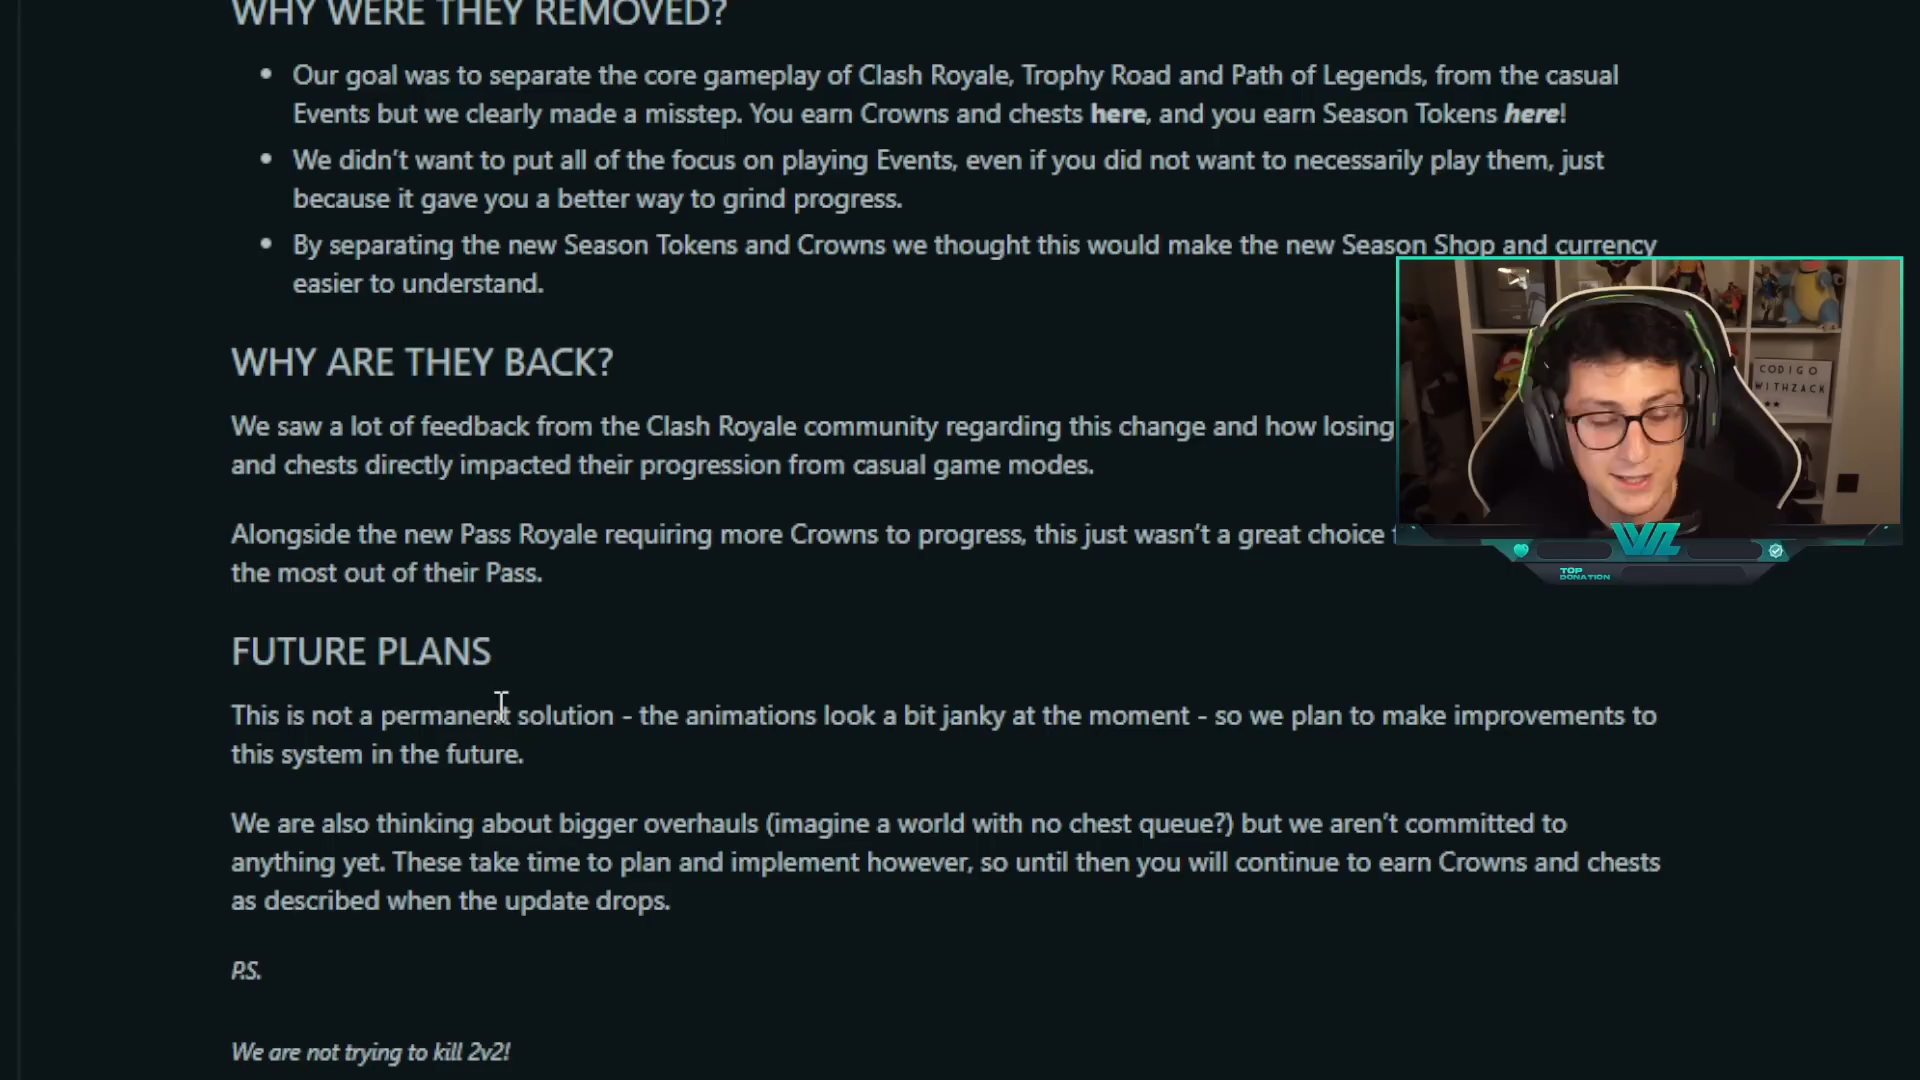 WHY WERE THEY REMOVED?
Our goal was to separate the core gameplay of Clash Royale, Trophy Road and Path of Legends, from the casual
Events but we clearly made a misstep. You earn Crowns and chests here, and you earn Season Tokens here!
We didn't want to put all of the focus on playing Events, even if you did not want to necessarily play them, just
because it gave you a better way to grind progress.
By separating the new Season Tokens and Crowns we thought this would make the new Season Shop and currency
easier to understand.
WHY ARE THEY BACK?
We saw a lot of feedback from the Clash Royale community regarding this change and how losing
and chests directly impacted their progression from casual game modes.
Alongside the new Pass Royale requiring more Crowns to progress, this just wasn't a great choice
the most out of their Pass.
FUTURE PLANS
This is not a permanent solution - the animations look a bit janky at the moment - so we plan to make improvements to
this system in the future.
We are also thinking about bigger overhauls (imagine a world with no chest queue?) but we aren't committed to
anything yet. These take time to plan and implement however, so until then you will continue to earn Crowns and chests
as described when the update drops.
P.S.
We are not trying to kill 2v2!
CODIGO
WITHZACK
WZ
TOP
DONATION